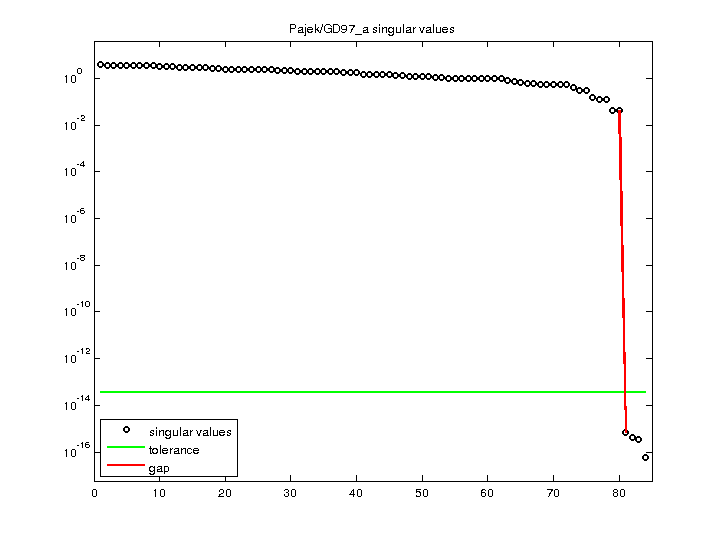 Pajek/GD97_a singular values
10^0
10^-2
10^-4
10^-6
10^-8
10^-10
10^-12
10^-14
10^-16
singular values
tolerance
gap
0 10 20 30 40 50 60 70 80